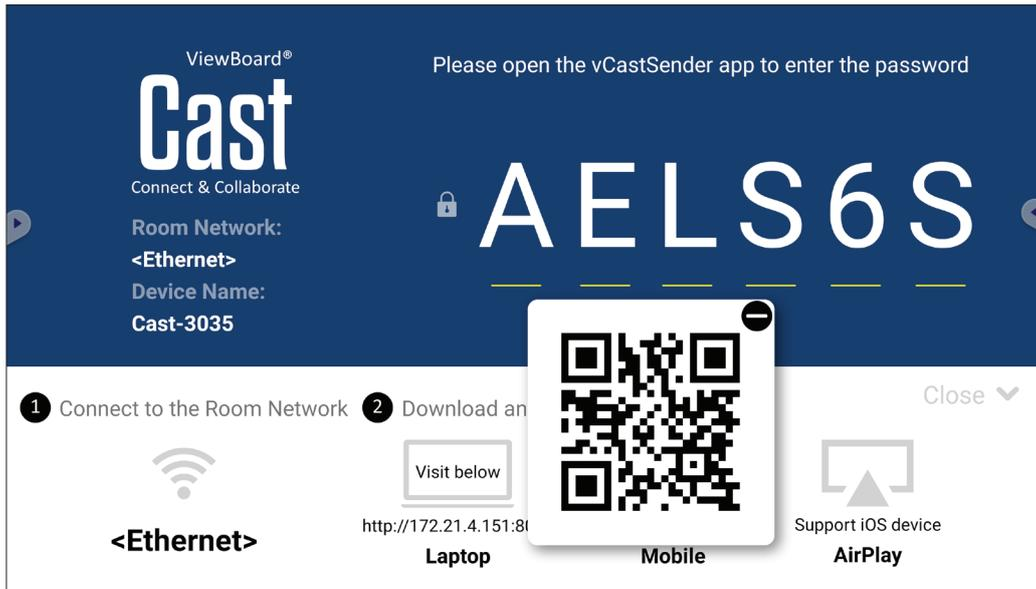 ViewBoard®
Cast
Connect & Collaborate
Room Network:
<Ethernet>
Device Name:
Cast-3035
Please open the vCastSender app to enter the password
AELS6S
1 Connect to the Room Network
<Ethernet>
2 Download an
Visit below
http://172.21.4.151:80
Laptop
Mobile
Close
Support iOS device
AirPlay